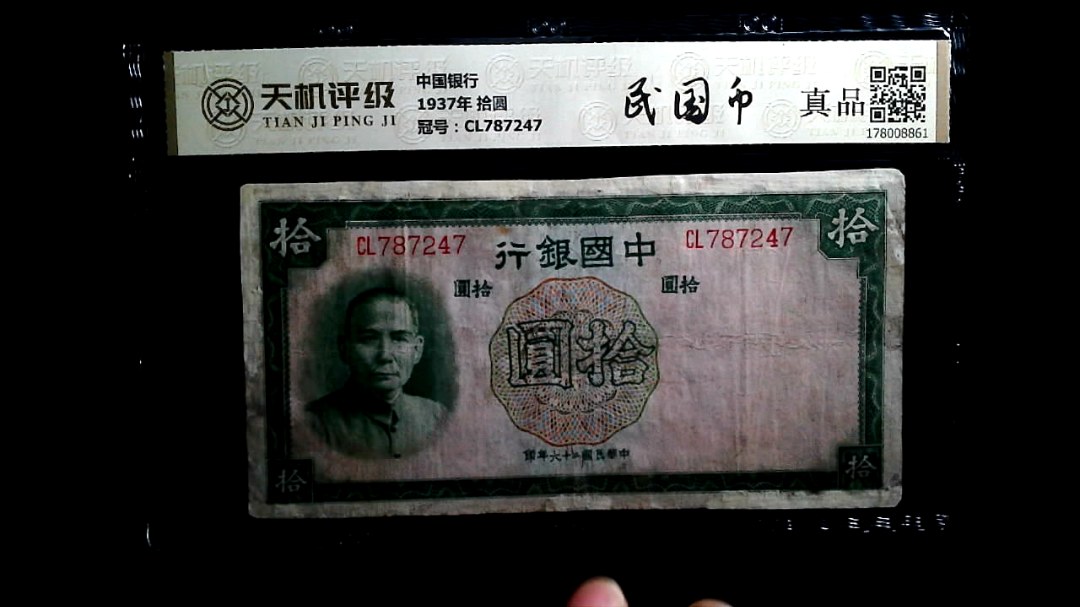 天机评级
TIAN JI PING JI
中国银行
1937年 拾圆
冠号：CL787247
民国币
真品
178008861
拾
CL787247
行銀國中
CL787247
拾
圓拾
圓拾
圓拾
印年六十二國民華中
拾
拾